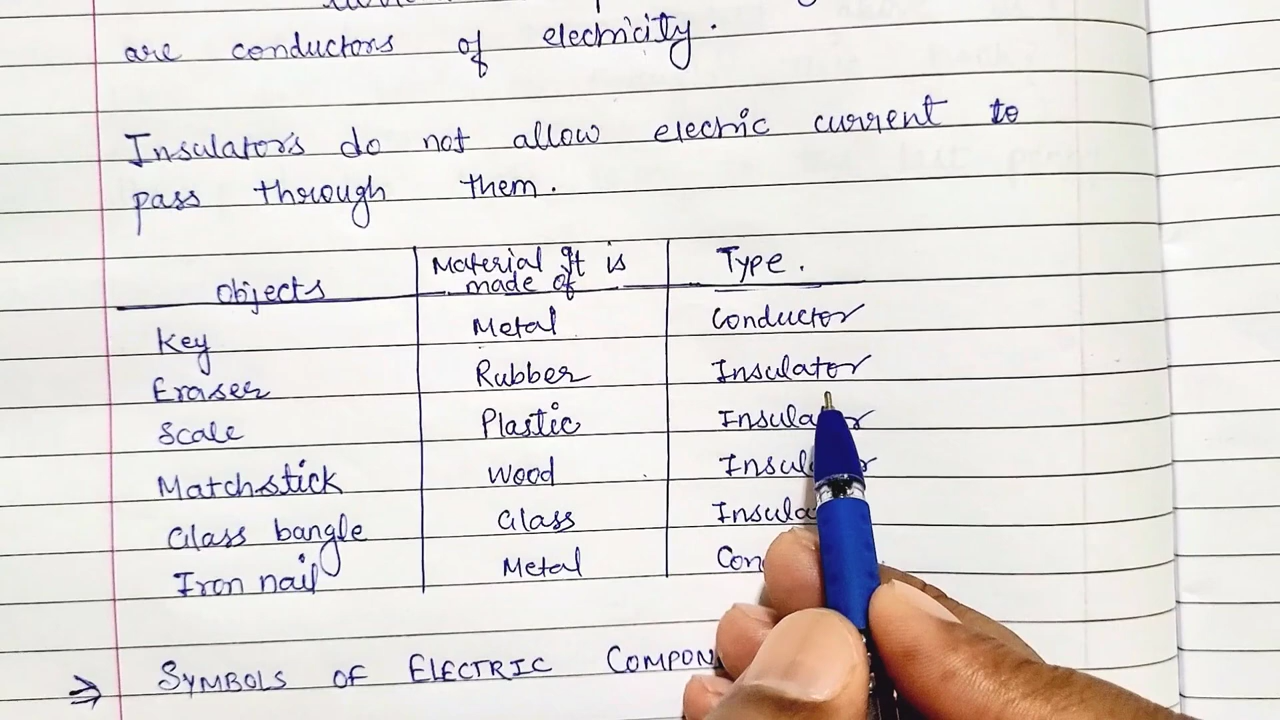 are conductors of electricity.
Insulators do not allow electric current to
pass through them.
Objects Material It is made of Type.
Key Metal Conductor
Eraser Rubber Insulator
Scale Plastic
Matchstick Wood
Glass bangle Glass
Iron nail Metal
⇒ SYMBOLS OF ELECTRIC